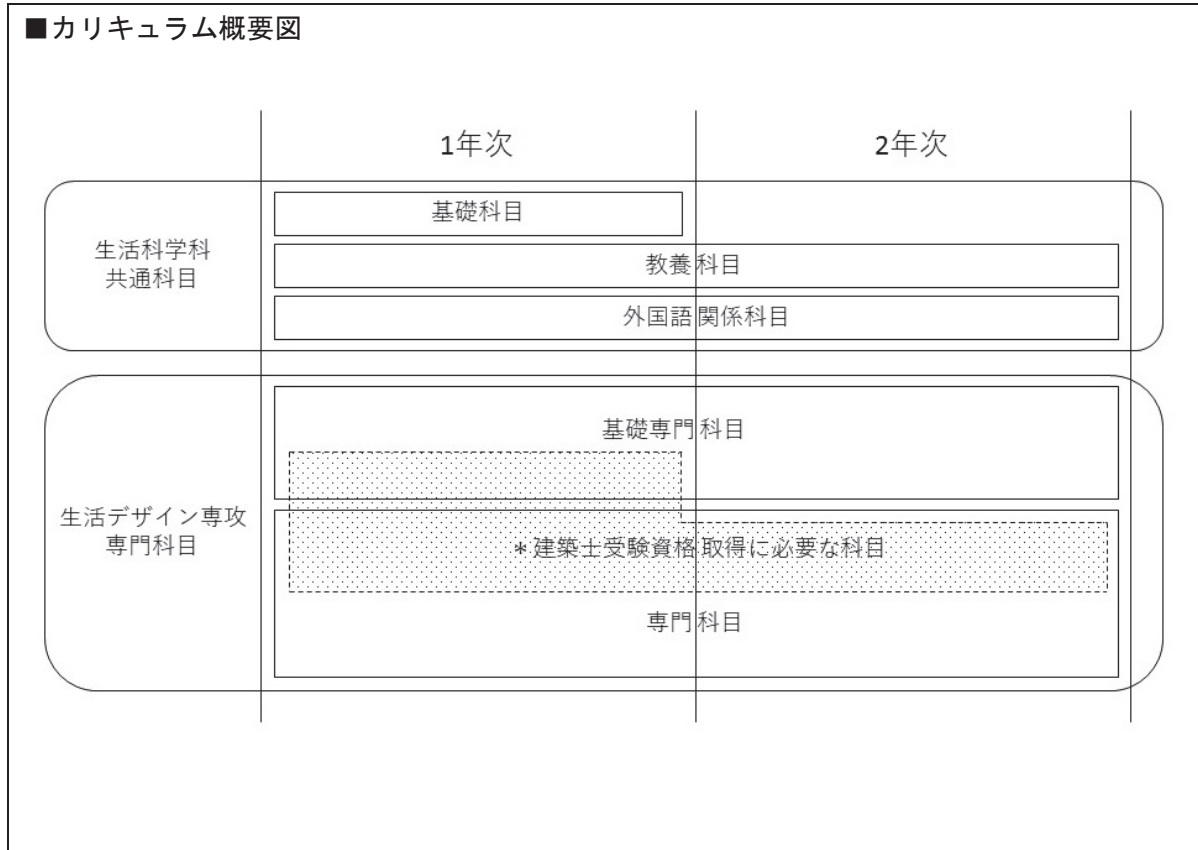 ■カリキュラム概要図
1年次
2年次
生活科学科
共通科目
基礎科目
教養科目
外国語関係科目
生活デザイン専攻
専門科目
基礎専門科目
＊建築士受験資格取得に必要な科目
専門科目